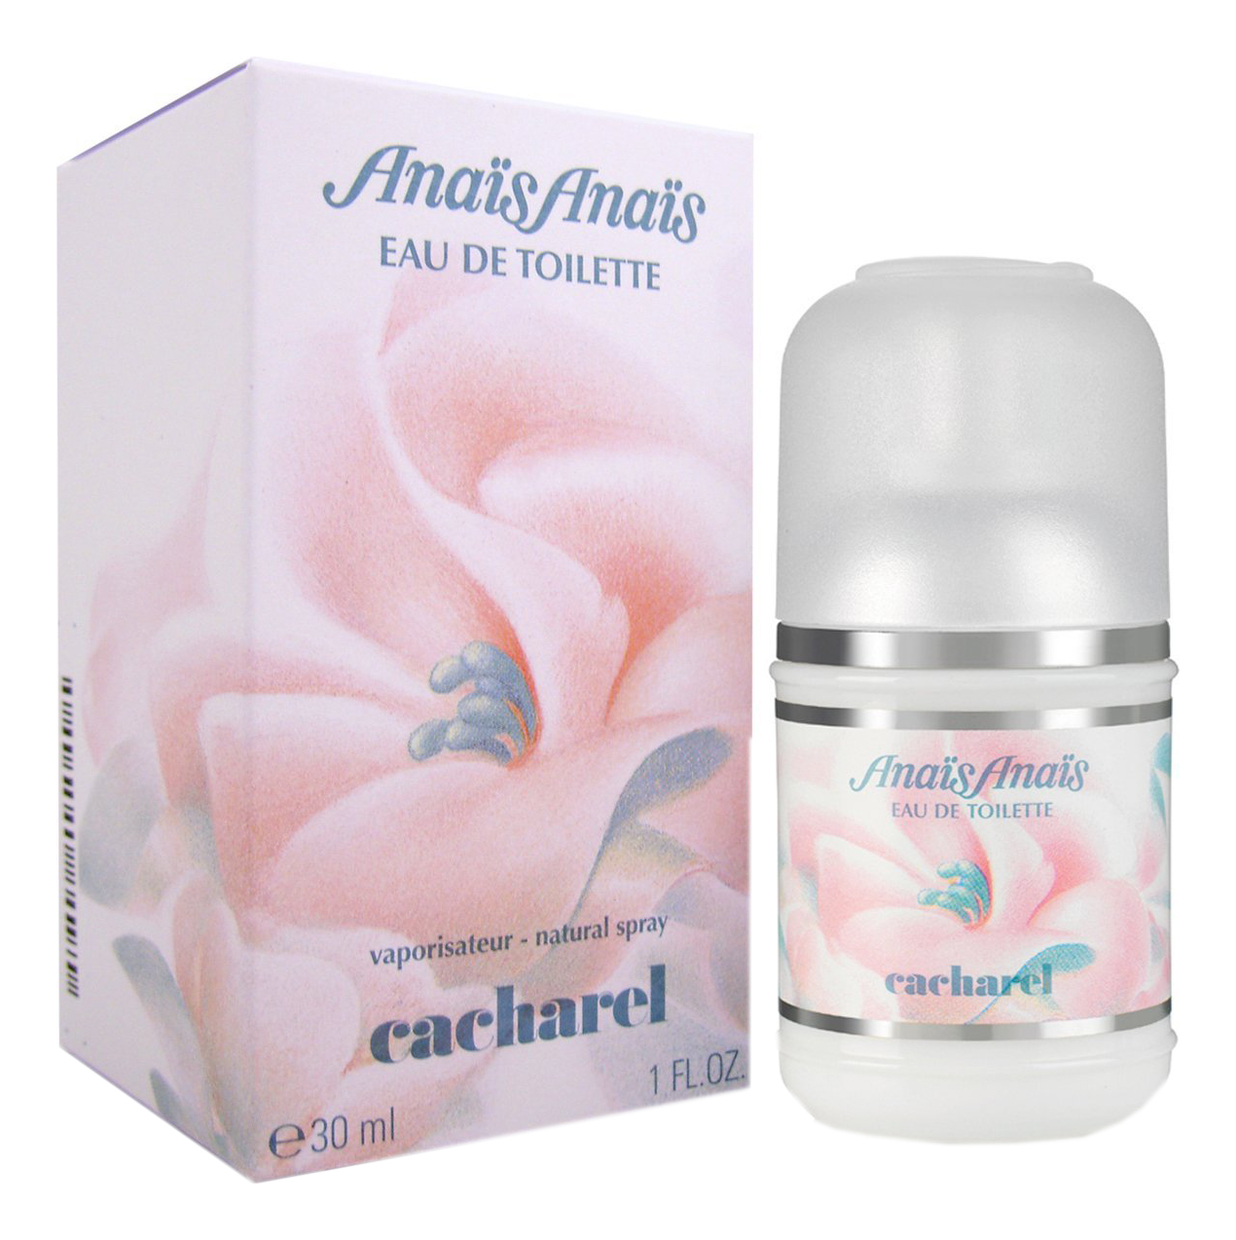 Anaïs Anaïs
EAU DE TOILETTE
vaporisateur - natural spray
cacharel
1 FL.OZ.
℮30 ml
Anaïs Anaïs
EAU DE TOILETTE
cacharel